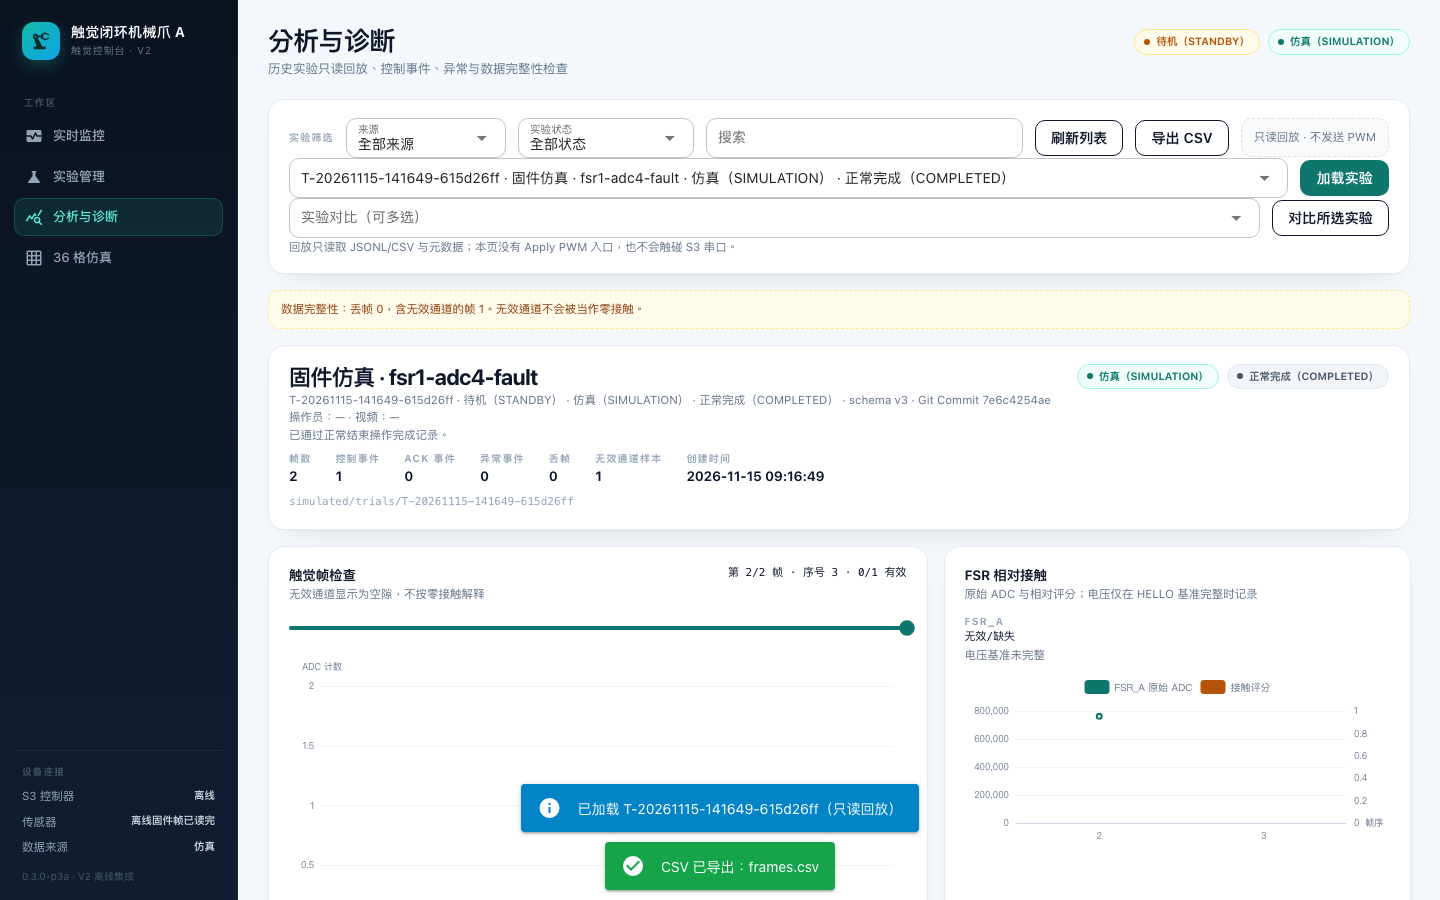 触觉闭环机械爪 A
触觉控制台 · V2
工作区
实时监控
实验管理
分析与诊断
36 格仿真
设备连接
S3 控制器 离线
传感器 离线固件帧已读完
数据来源 仿真
0.3.0-p3a · V2 离线集成
分析与诊断
历史实验只读回放、控制事件、异常与数据完整性检查
待机（STANDBY）
仿真（SIMULATION）
实验筛选
来源
全部来源
实验状态
全部状态
搜索
刷新列表
导出 CSV
只读回放 · 不发送 PWM
T-20261115-141649-615d26ff · 固件仿真 · fsr1-adc4-fault · 仿真（SIMULATION） · 正常完成（COMPLETED）
加载实验
实验对比（可多选）
对比所选实验
回放只读取 JSONL/CSV 与元数据；本页没有 Apply PWM 入口，也不会触碰 S3 串口。
数据完整性：丢帧 0，含无效通道的帧 1。无效通道不会被当作零接触。
固件仿真 · fsr1-adc4-fault
仿真（SIMULATION）
正常完成（COMPLETED）
T-20261115-141649-615d26ff · 待机（STANDBY） · 仿真（SIMULATION） · 正常完成（COMPLETED） · schema v3 · Git Commit 7e6c4254ae
操作员：— · 视频：—
已通过正常结束操作完成记录。
帧数 控制事件 ACK 事件 异常事件 丢帧 无效通道样本 创建时间
2 1 0 0 0 1 2026-11-15 09:16:49
simulated/trials/T-20261115-141649-615d26ff
触觉帧检查
第 2/2 帧 · 序号 3 · 0/1 有效
无效通道显示为空隙，不按零接触解释
ADC 计数
2
1.5
1
0.5
FSR 相对接触
原始 ADC 与相对评分；电压仅在 HELLO 基准完整时记录
FSR_A
无效/缺失
电压基准未完整
FSR_A 原始 ADC 接触评分
800,000 1
0.8
600,000
0.6
400,000
0.4
200,000
0.2
0 0 帧序
2 3
已加载 T-20261115-141649-615d26ff（只读回放）
CSV 已导出：frames.csv